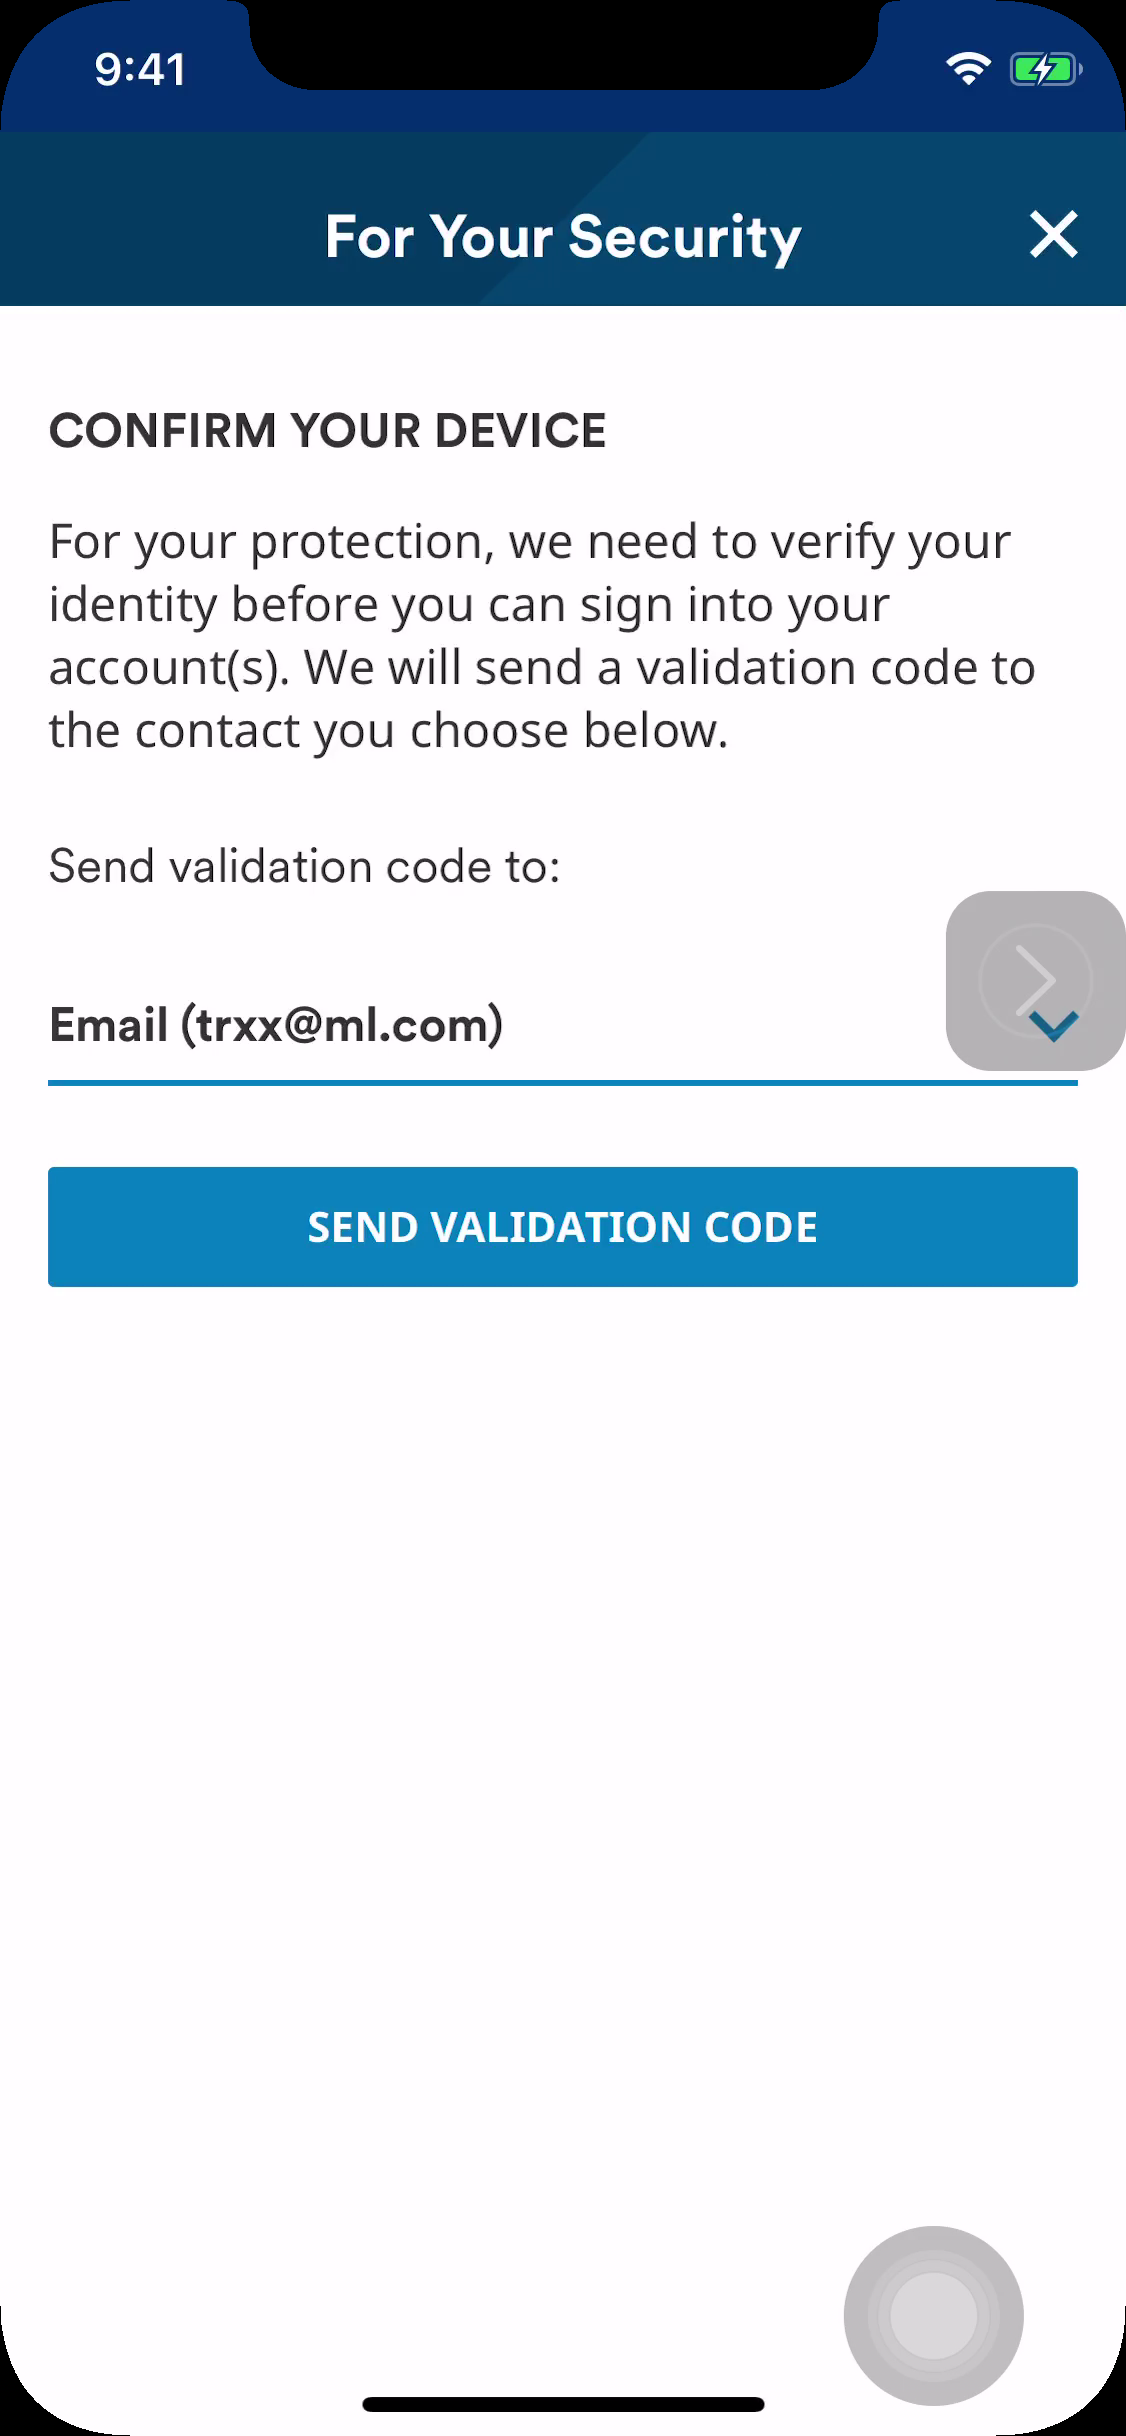 9:41
For Your Security
CONFIRM YOUR DEVICE
For your protection, we need to verify your
identity before you can sign into your
account(s). We will send a validation code to
the contact you choose below.
Send validation code to:
Email (trxx@ml.com)
SEND VALIDATION CODE